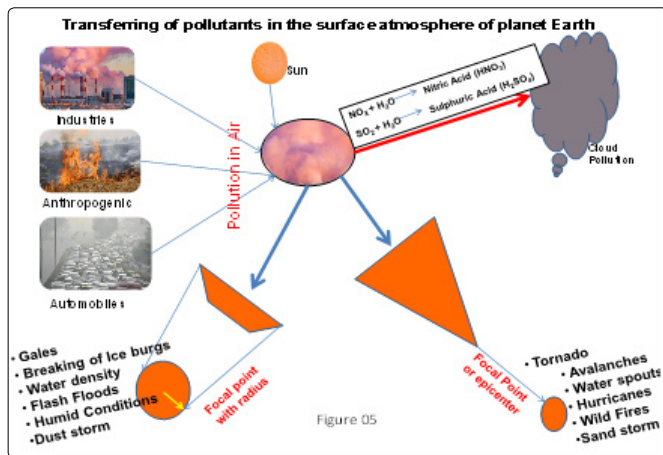 Transferring of pollutants in the surface atmosphere of planet Earth
Industries
Anthropogenic
Automobiles
Pollution in Air
Sun
NOX + H2O → Nitric Acid (HNO3)
SO2 + H2O → Sulphuric Acid (H2SO4)
Cloud
Pollution
• Gales
• Breaking of Ice burgs
• Water density
• Flash Floods
• Humid Conditions
• Dust storm
Focal point
with radius
Focal Point
or epicenter
• Tornado
• Avalanches
• Water spouts
• Hurricanes
• Wild Fires
• Sand storm
Figure 05